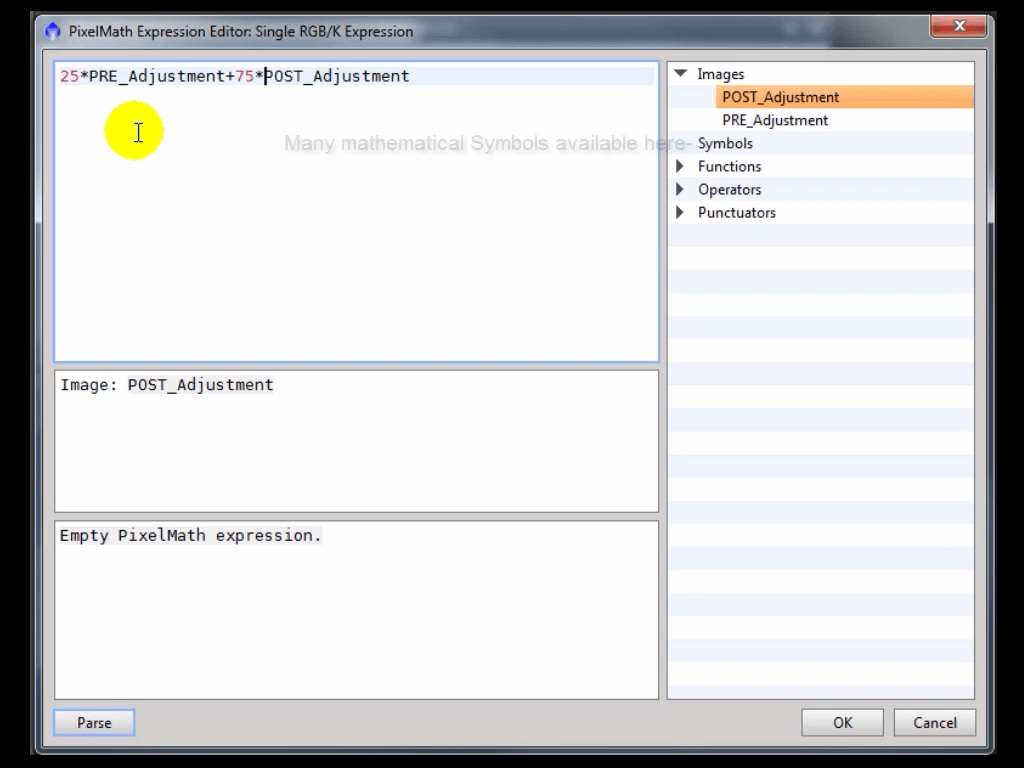 PixelMath Expression Editor: Single RGB/K Expression
25*PRE_Adjustment+75*POST_Adjustment
Many mathematical Symbols available here-
Images
POST_Adjustment
PRE_Adjustment
Symbols
Functions
Operators
Punctuators
Image: POST_Adjustment
Empty PixelMath expression.
Parse
OK
Cancel